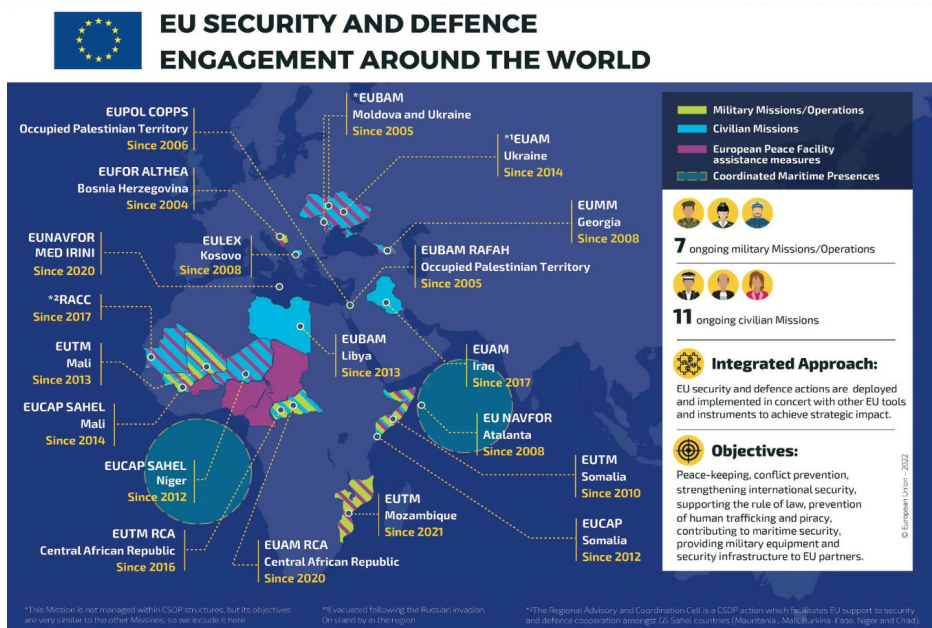 EU SECURITY AND DEFENCE
ENGAGEMENT AROUND THE WORLD
EUPOL COPPS
Occupied Palestinian Territory
Since 2006
*EUBAM
Moldova and Ukraine
Since 2005
*¹EUAM
Ukraine
Since 2014
EUFOR ALTHEA
Bosnia Herzegovina
Since 2004
EUMM
Georgia
Since 2008
EUNAVFOR
MED IRINI
Since 2020
EULEX
Kosovo
Since 2008
EUBAM RAFAH
Occupied Palestinian Territory
Since 2005
*²RACC
Since 2017
EUTM
Mali
Since 2013
EUBAM
Libya
Since 2013
EUAM
Iraq
Since 2017
EUCAP SAHEL
Mali
Since 2014
EU NAVFOR
Atalanta
Since 2008
EUCAP SAHEL
Niger
Since 2012
EUTM
Somalia
Since 2010
EUTM
Mozambique
Since 2021
EUTM RCA
Central African Republic
Since 2016
EUAM RCA
Central African Republic
Since 2020
EUCAP
Somalia
Since 2012
Military Missions/Operations
Civilian Missions
European Peace Facility
assistance measures
Coordinated Maritime Presences
7 ongoing military Missions/Operations
11 ongoing civilian Missions
Integrated Approach:
EU security and defence actions are deployed
and implemented in concert with other EU tools
and instruments to achieve strategic impact.
Objectives:
Peace-keeping, conflict prevention,
strengthening international security,
supporting the rule of law, prevention
of human trafficking and piracy,
contributing to maritime security,
providing military equipment and
security infrastructure to EU partners.
© European Union - 2022
*This Mission is not managed within CSDP structures, but its objectives
are very similar to the other Missions, so we include it here
*¹Evacuated following the Russian invasion.
On stand by in the region
*²The Regional Advisory and Coordination Cell is a CSDP action which facilitates EU support to security
and defence cooperation amongst G5 Sahel countries (Mauritania , Mali, Burkina-Faso, Niger and Chad).